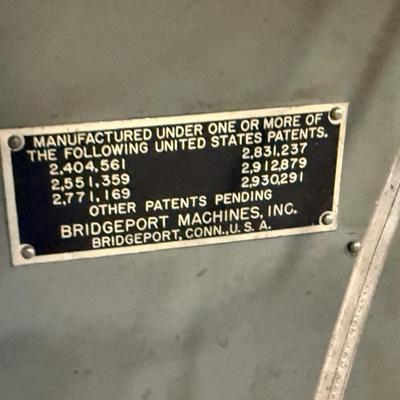 MANUFACTURED UNDER ONE OR MORE OF
THE FOLLOWING UNITED STATES PATENTS.
2,404,561 2,831,237
2,551,359 2,912,879
2,771,169 2,930,291
OTHER PATENTS PENDING
BRIDGEPORT MACHINES, INC.
BRIDGEPORT, CONN., U. S. A.